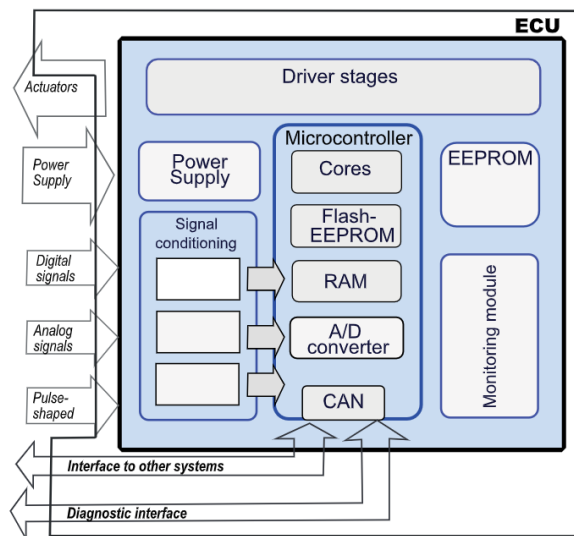 ECU
Driver stages
Actuators
Microcontroller
Power
Supply
Power
Supply
Cores
EEPROM
Signal
conditioning
Flash-
EEPROM
Digital
signals
RAM
Analog
signals
A/D
converter
Monitoring module
Pulse-
shaped
CAN
Interface to other systems
Diagnostic interface